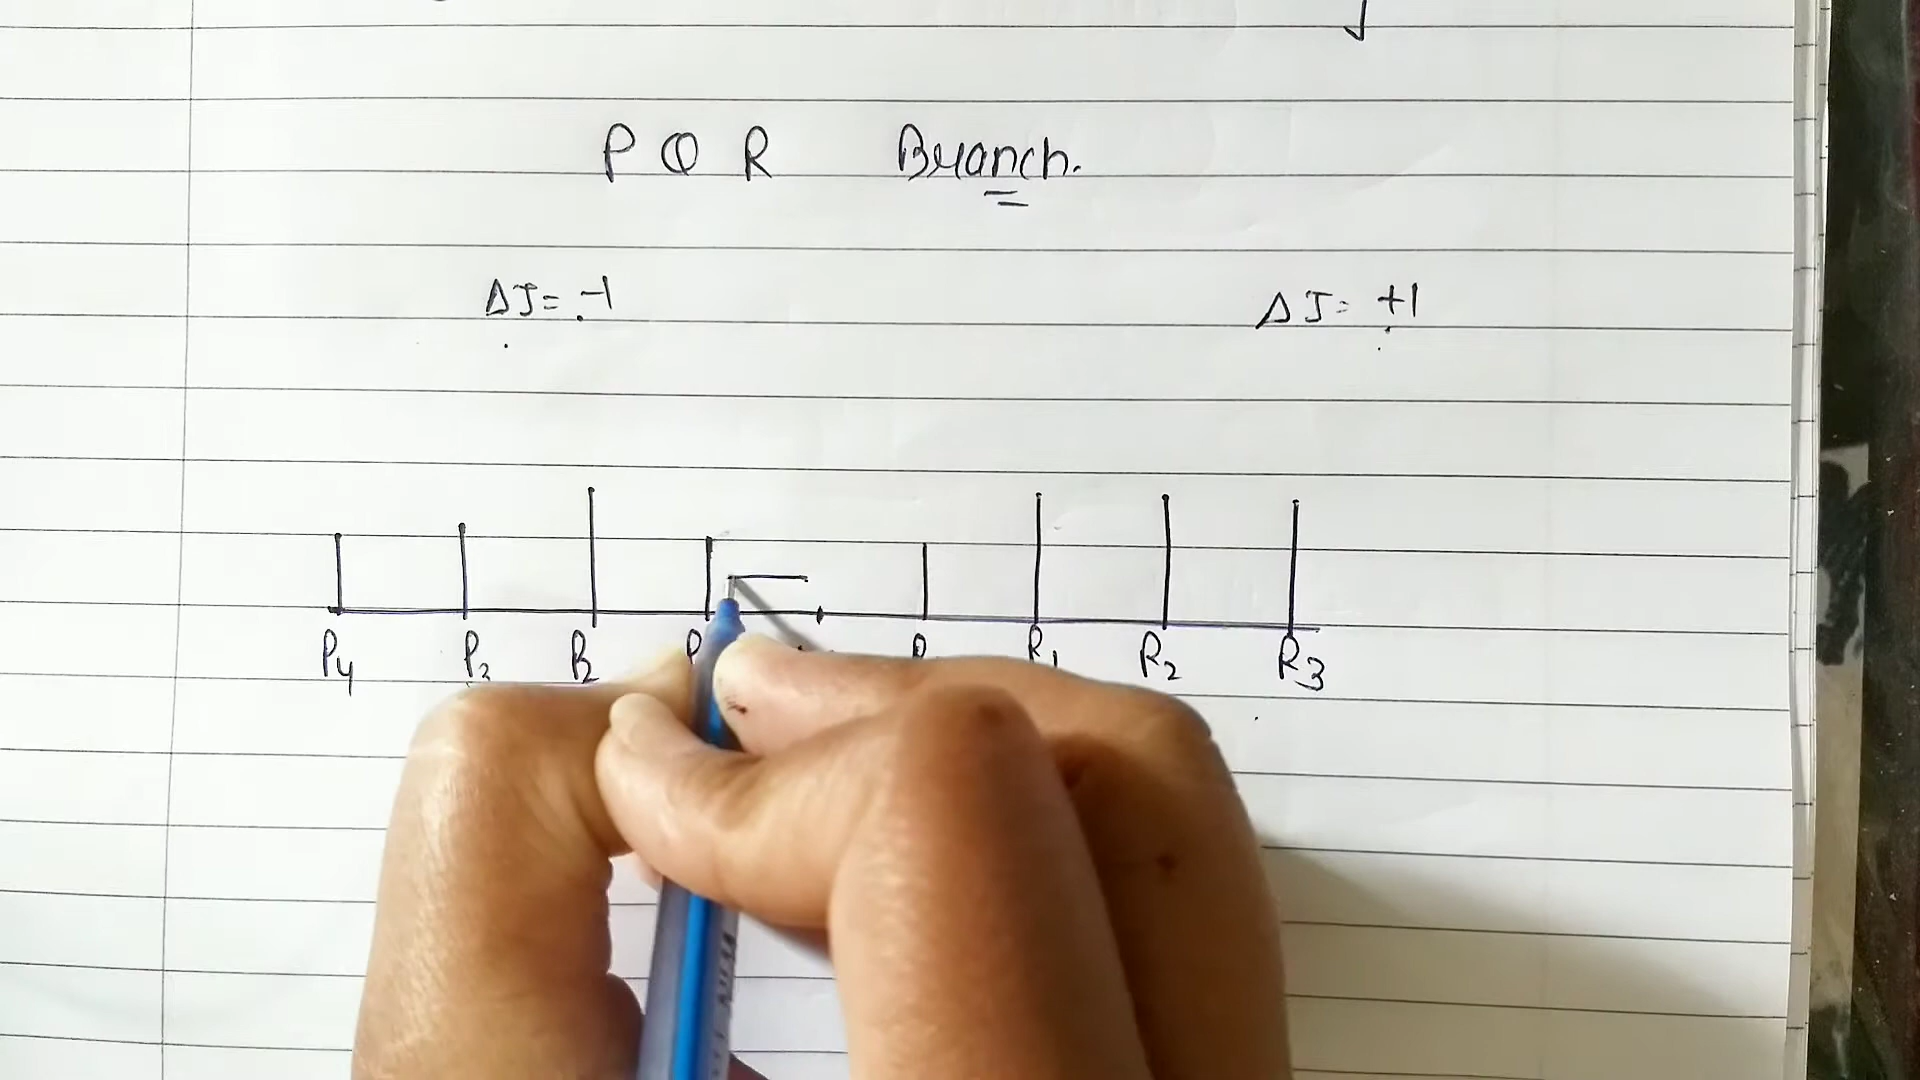 P Q R Branch.
ΔJ = -1 ΔJ = +1
P4 P3 P2 P R1 R2 R3